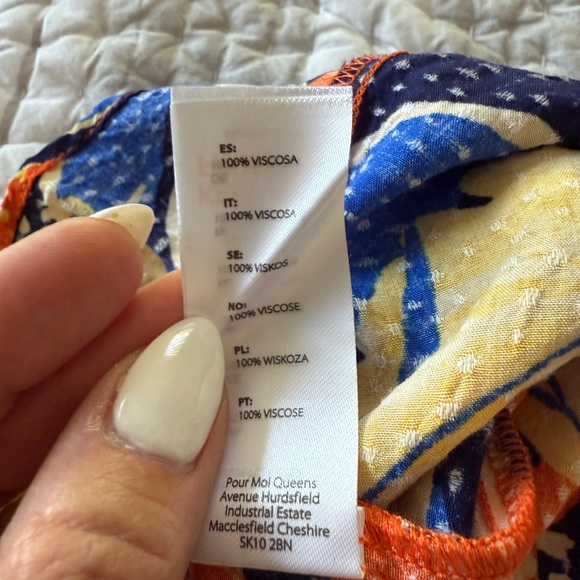 ES:
100% VISCOSA
IT:
100% VISCOSA
SE:
100% VISKOS
NO:
100% VISCOSE
PL:
100% WISKOZA
PT:
100% VISCOSE
Pour Moi Queens
Avenue Hurdsfield
Industrial Estate
Macclesfield Cheshire
SK10 2BN